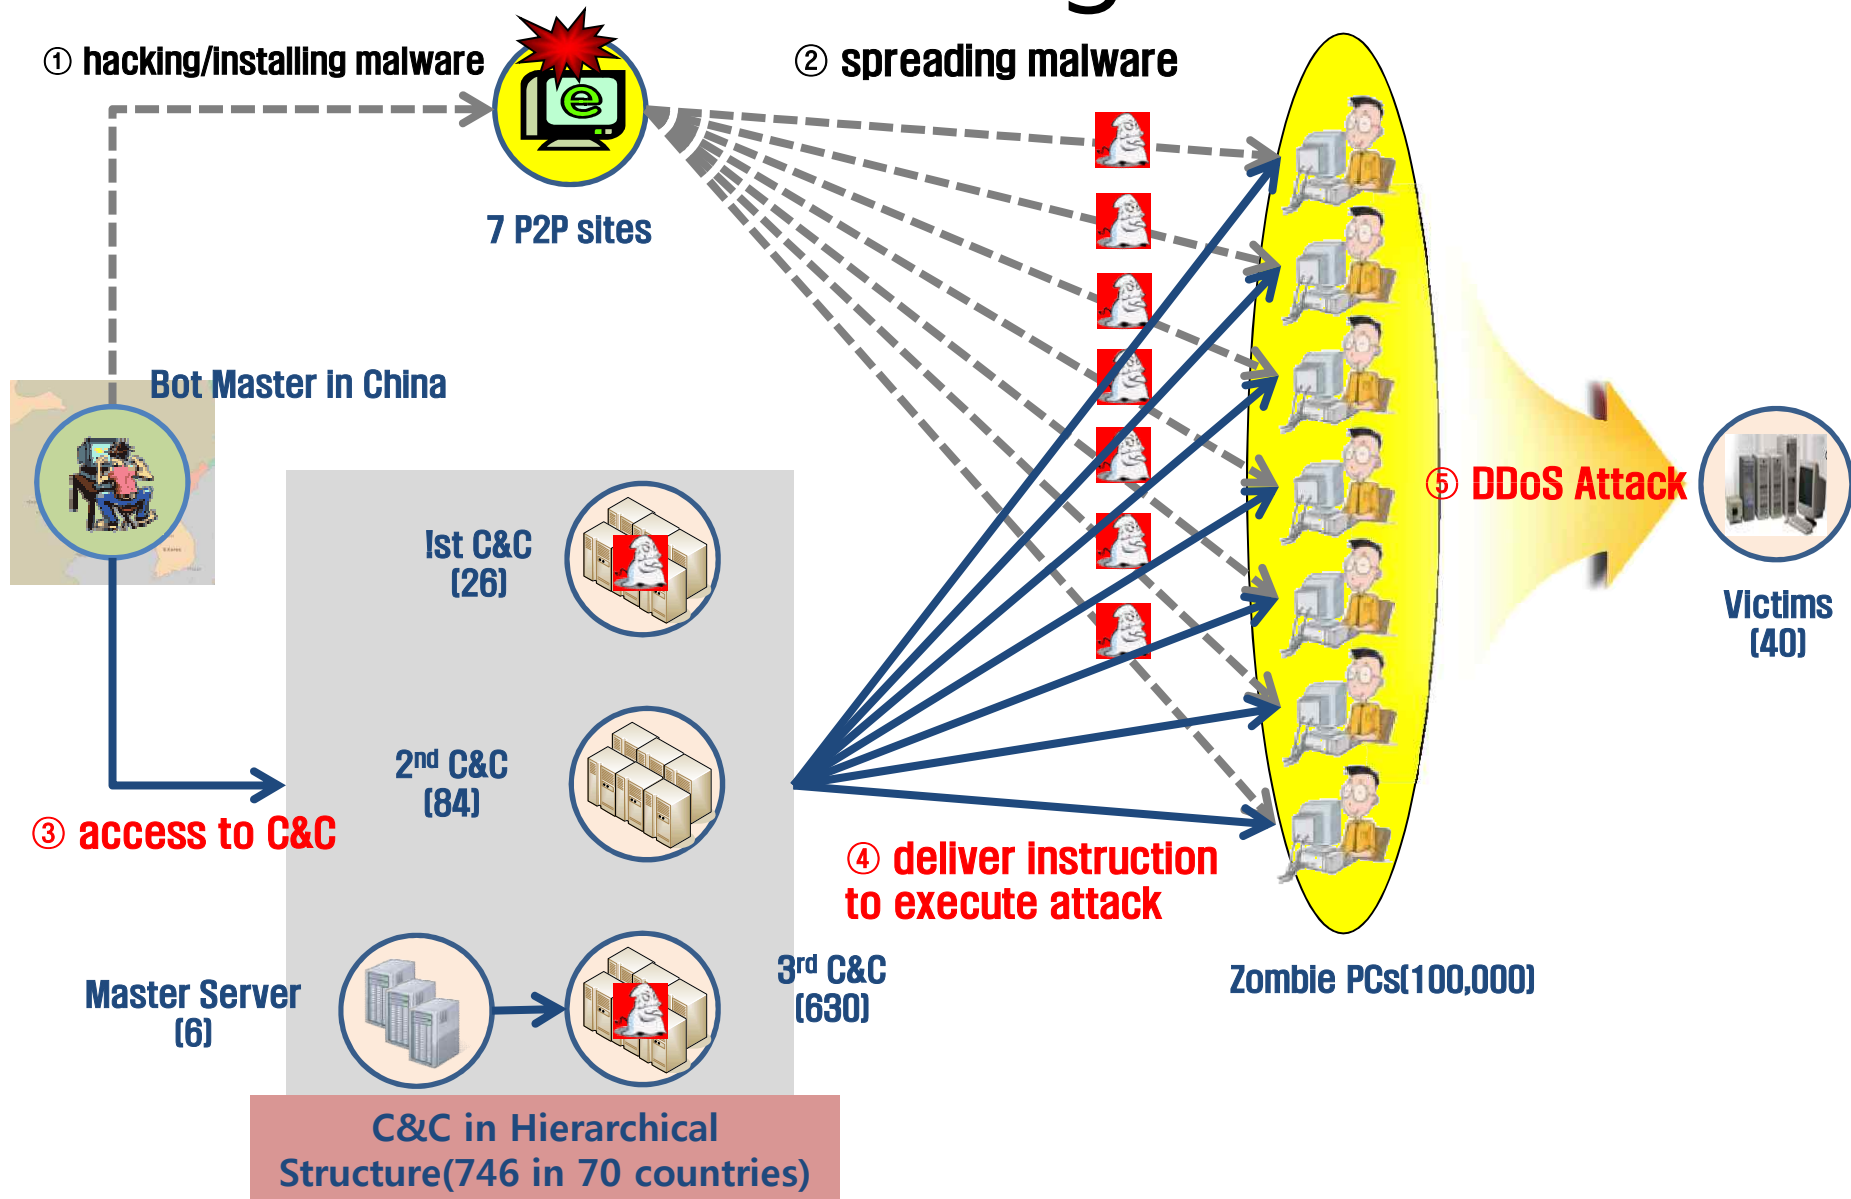 ① hacking/installing malware
② spreading malware
7 P2P sites
Bot Master in China
!st C&C
(26)
⑤ DDoS Attack
Victims
(40)
2nd C&C
(84)
③ access to C&C
④ deliver instruction
to execute attack
Master Server
(6)
3rd C&C
(630)
Zombie PCs(100,000)
C&C in Hierarchical
Structure(746 in 70 countries)